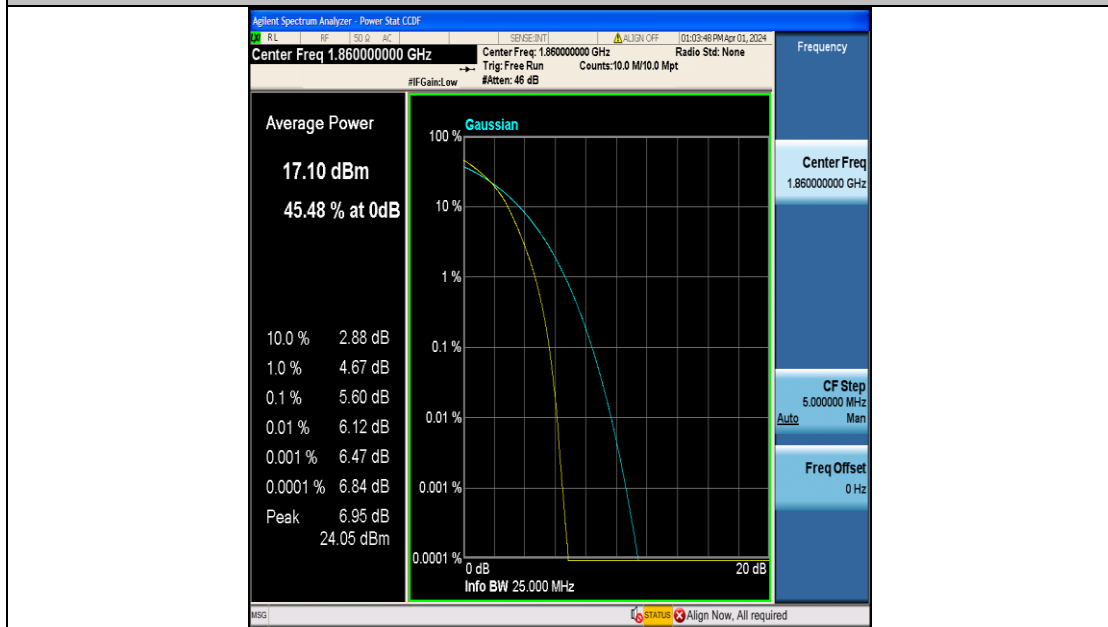 Agilent Spectrum Analyzer - Power Stat CCDF
LXI RL RF 50 Ω AC SENSE:INT ALIGN OFF 01:03:48 PM Apr 01, 2024
Center Freq 1.860000000 GHz
Center Freq: 1.860000000 GHz Radio Std: None
Trig: Free Run Counts:10.0 M/10.0 Mpt
#IFGain:Low #Atten: 46 dB
Frequency
Average Power
17.10 dBm
45.48 % at 0dB
10.0 % 2.88 dB
1.0 % 4.67 dB
0.1 % 5.60 dB
0.01 % 6.12 dB
0.001 % 6.47 dB
0.0001 % 6.84 dB
Peak 6.95 dB
24.05 dBm
Gaussian
100 %
10 %
1 %
0.1 %
0.01 %
0.001 %
0.0001 %
0 dB 20 dB
Info BW 25.000 MHz
Center Freq
1.860000000 GHz
CF Step
5.000000 MHz
Auto Man
Freq Offset
0 Hz
MSG STATUS Align Now, All required